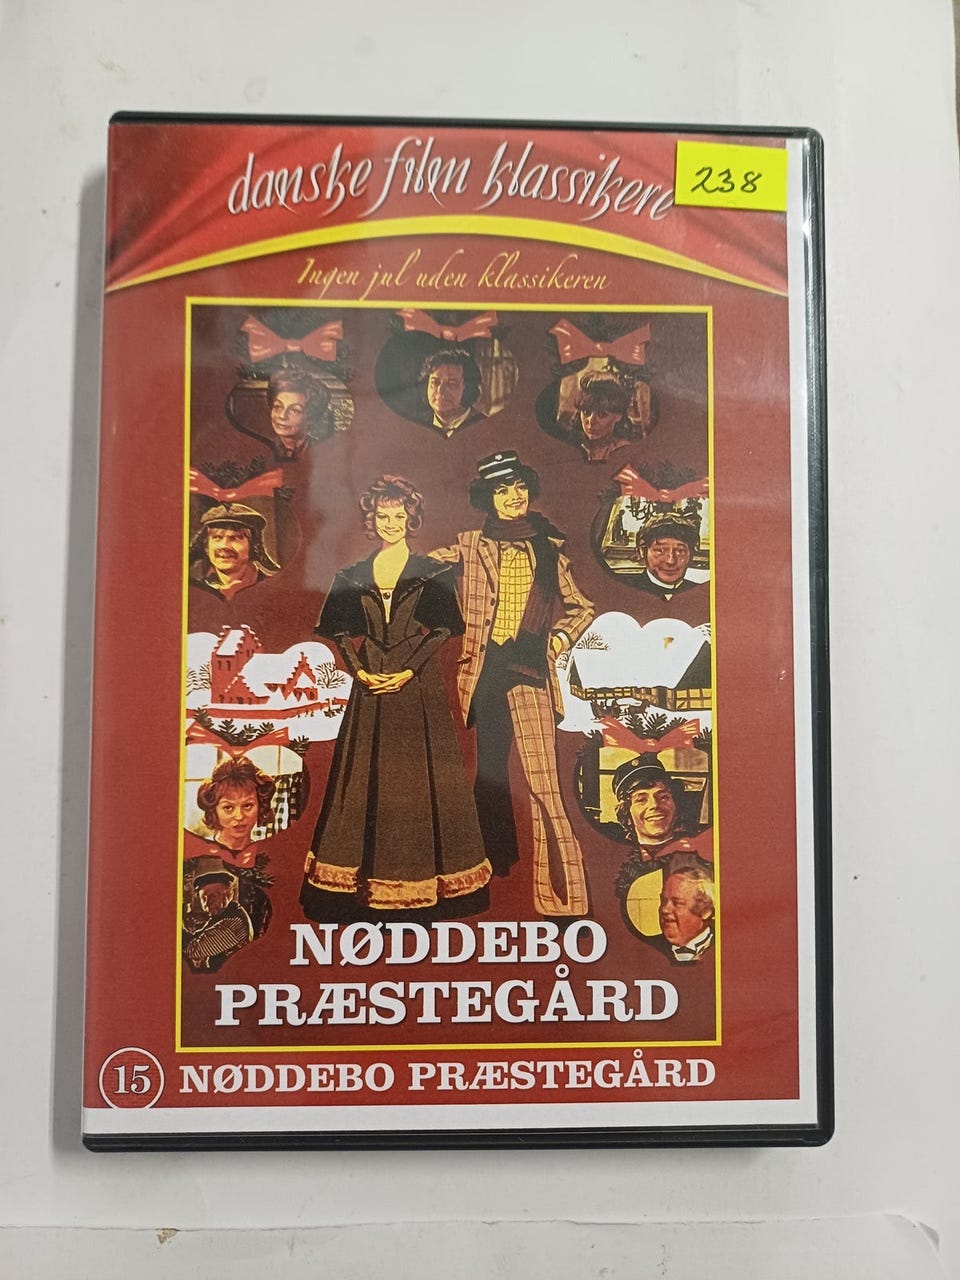 danske film klassikere
238
Ingen jul uden klassikeren
NØDDEBO
PRÆSTEGÅRD
15 NØDDEBO PRÆSTEGÅRD